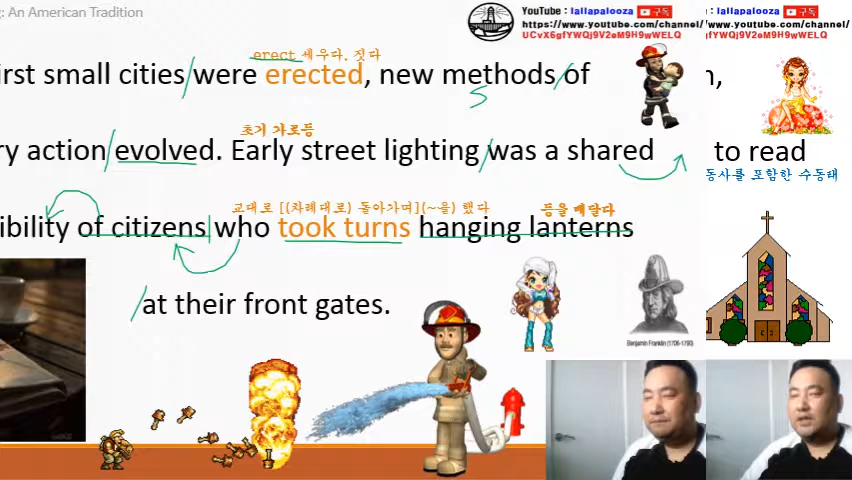 g: An American Tradition
YouTube : lallapalooza 구독
https://www.youtube.com/channel/
UCvX6gfYWQj9V2eM9H9wWELQ
: lallapalooza 구독
www.youtube.com/channel/
YWQj9V2eM9H9wWELQ
erect 세우다. 짓다
irst small cities were erected, new methods of
S
n,
초기 가로등
ry action evolved. Early street lighting was a shared
to read
동사를 포함한 수동태
교대로 [(차례대로) 돌아가며](~을) 했다
등을 매달다
ibility of citizens who took turns hanging lanterns
at their front gates.
Benjamin Franklin (1706-1790)